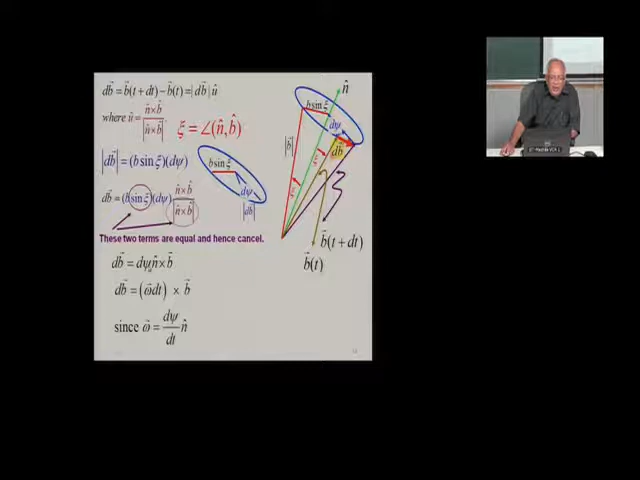 db⃗ = b⃗(t + dt) − b⃗(t) = |db⃗| û
where û = n̂×b̂ / |n̂×b̂|
ξ = ∠(n̂, b̂)
|db⃗| = (b sin ξ)(dψ)
db⃗ = (b sin ξ)(dψ) n̂×b̂ / |n̂×b̂|
These two terms are equal and hence cancel.
db⃗ = dψ n̂ × b⃗
db⃗ = (ω⃗dt) × b⃗
since ω⃗ = dψ/dt n̂
b sin ξ
dψ
|db⃗|
n̂
b sin ξ
dψ
|b⃗|
db⃗
ξ
ξ
b⃗(t + dt)
b⃗(t)